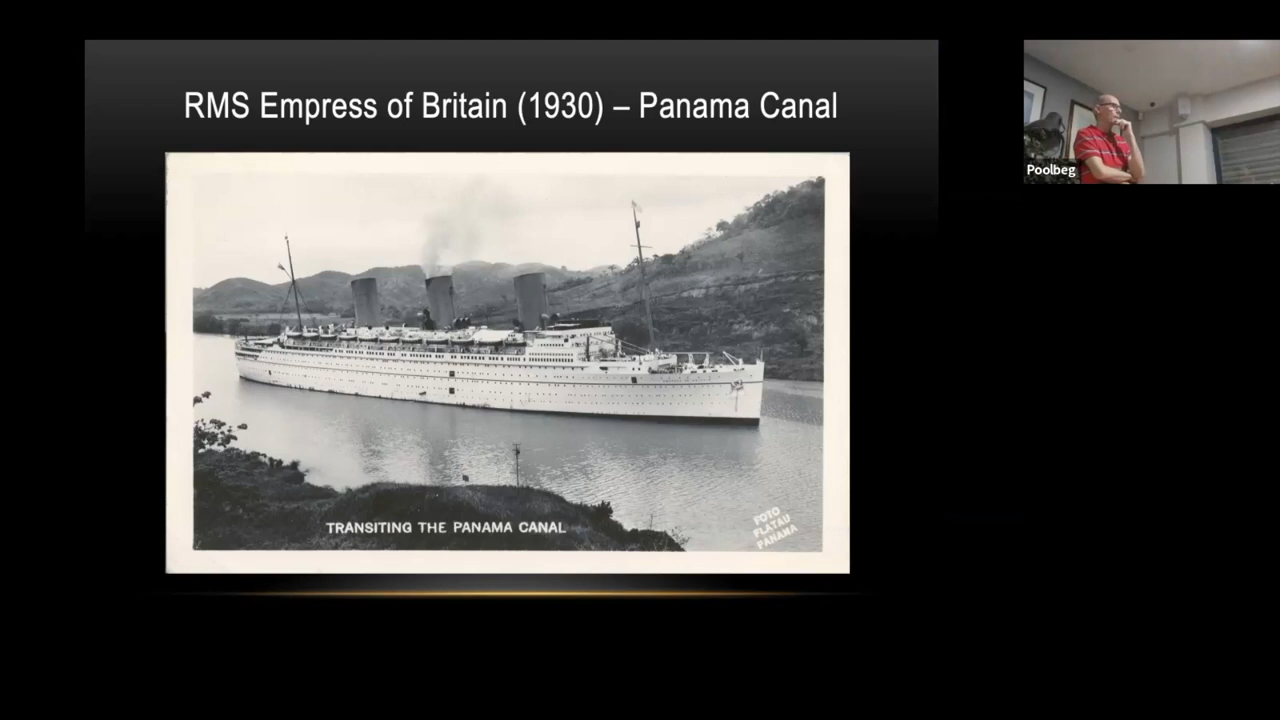 RMS Empress of Britain (1930) – Panama Canal
Poolbeg
TRANSITING THE PANAMA CANAL
FOTO
FLATAU
PANAMA